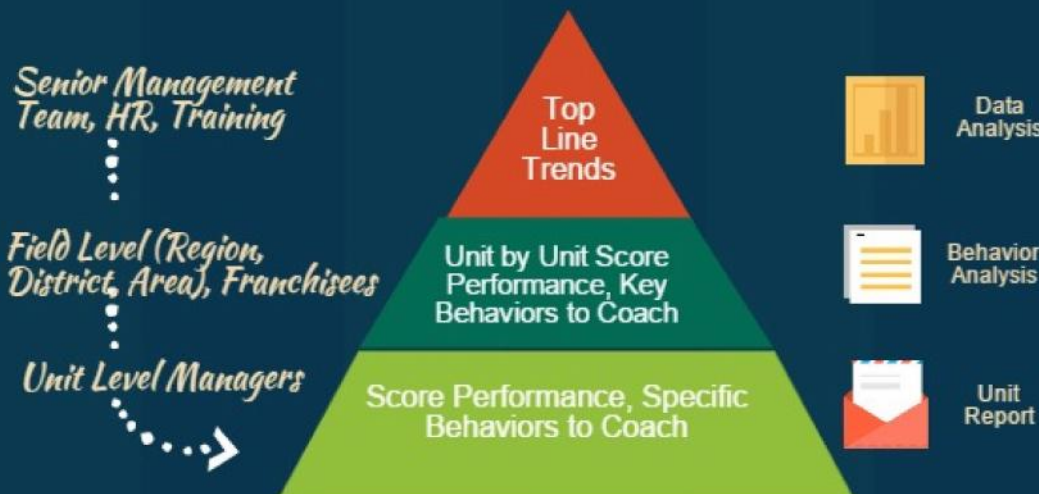 Senior Management
Team, HR, Training
Top
Line
Trends
Data
Analysis
Field Level (Region,
District, Area), Franchisees
Unit by Unit Score
Performance, Key
Behaviors to Coach
Behavior
Analysis
Unit Level Managers
Score Performance, Specific
Behaviors to Coach
Unit
Report